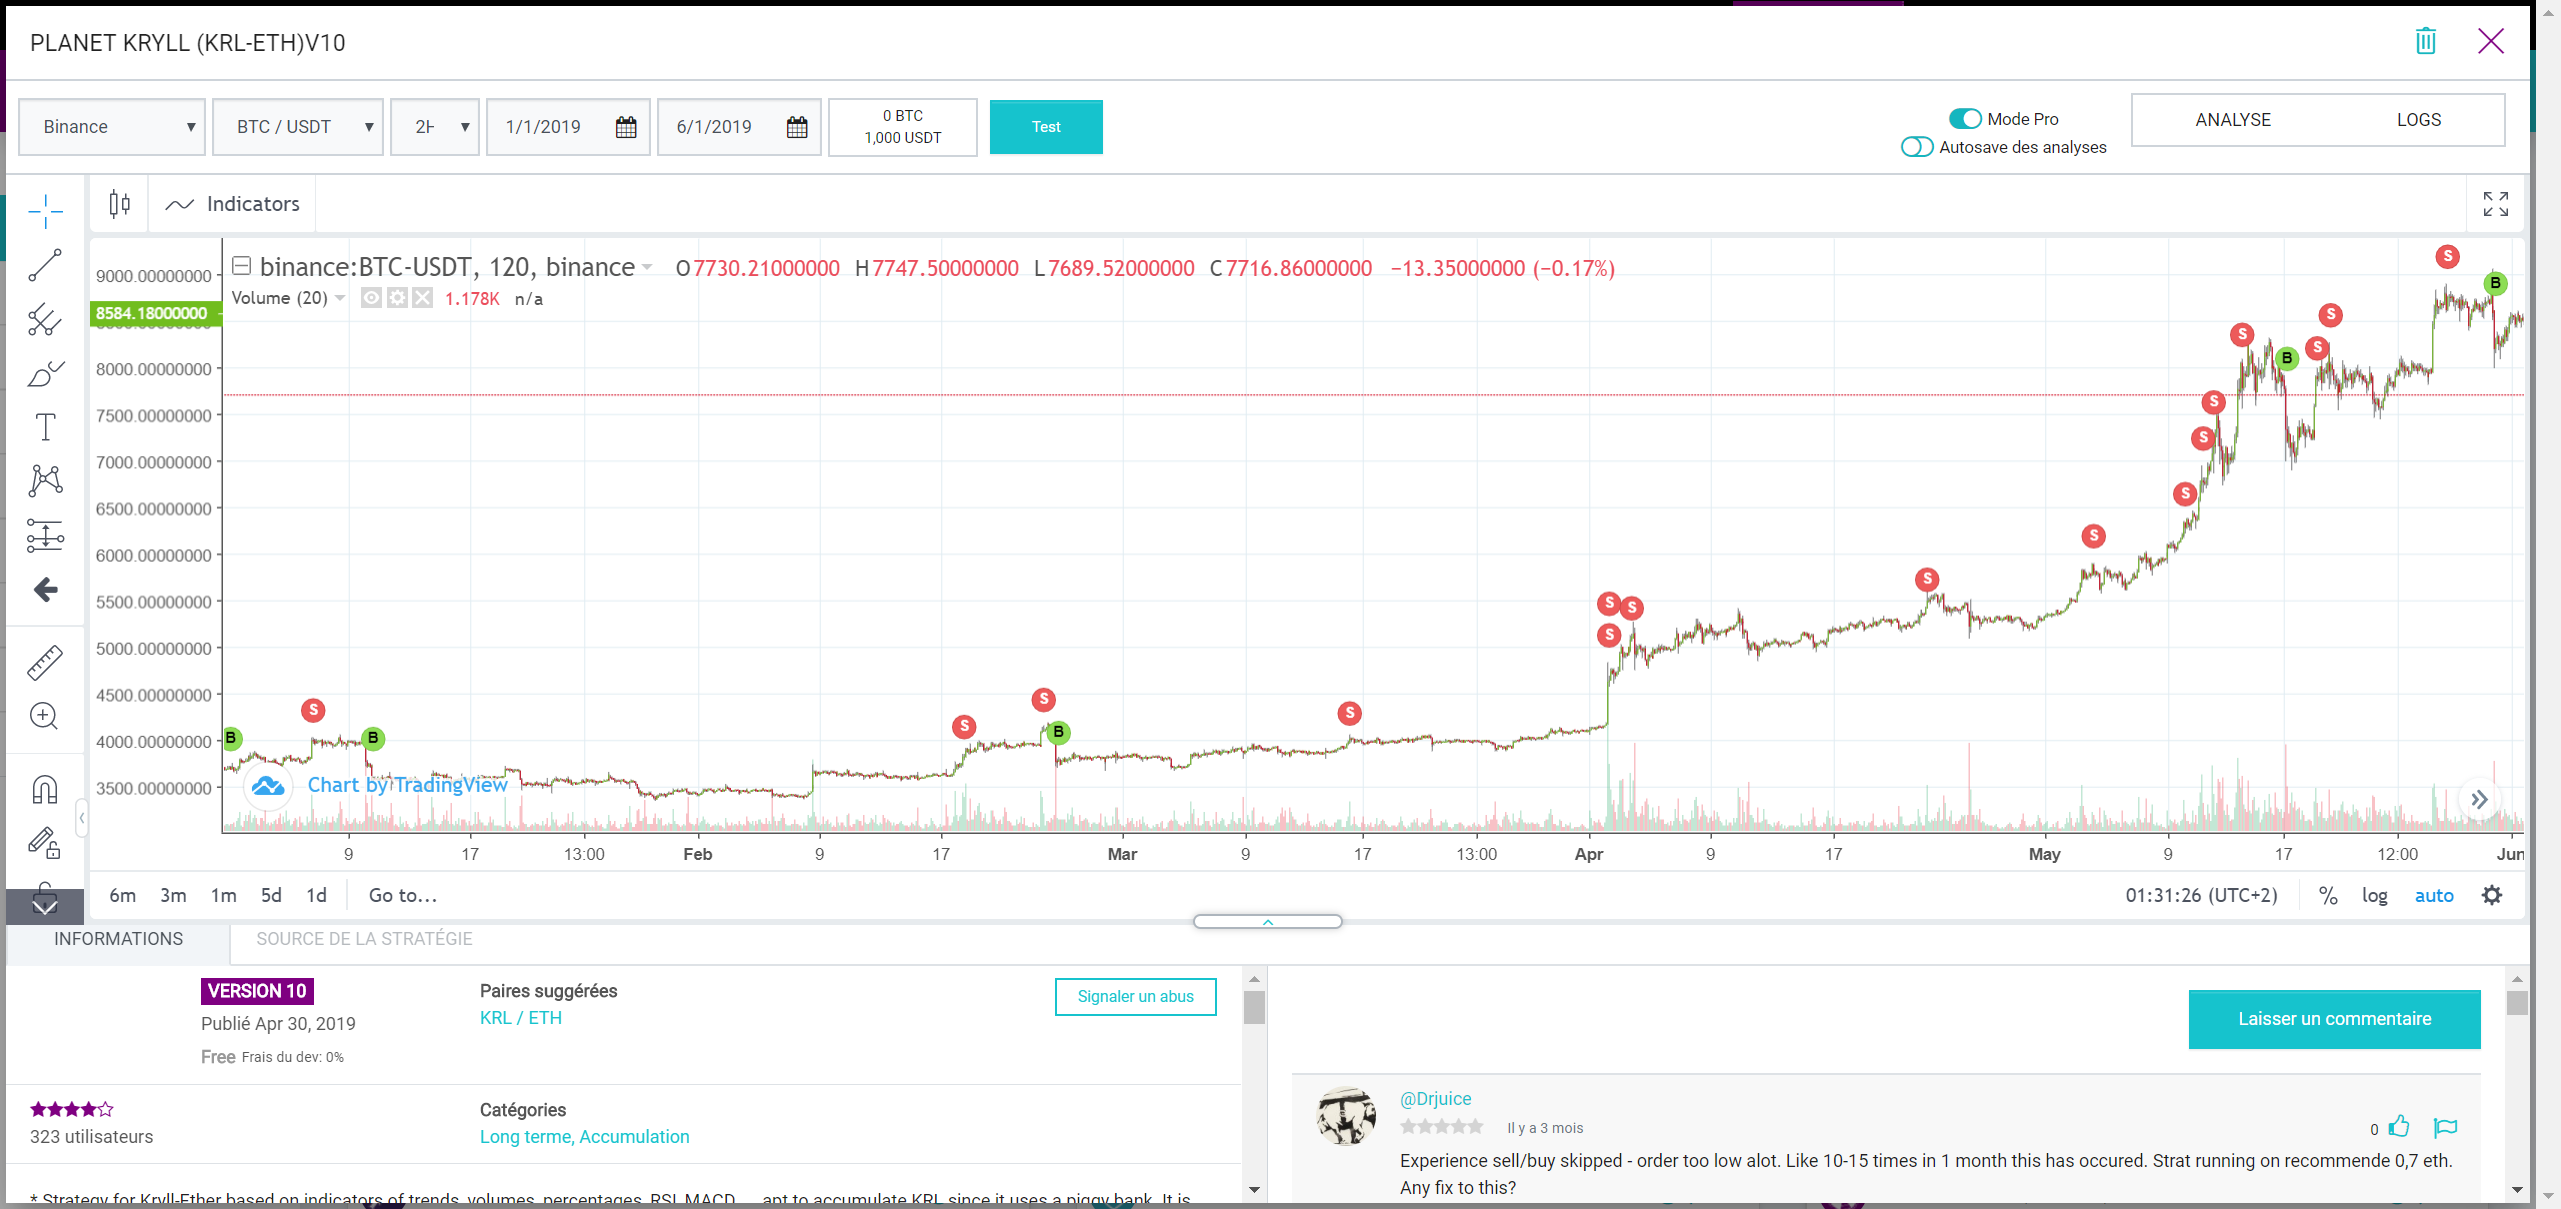 PLANET KRYLL (KRL-ETH)V10
Binance
BTC / USDT
2H
1/1/2019
6/1/2019
0 BTC
1,000 USDT
Test
Mode Pro
Autosave des analyses
ANALYSE
LOGS
Indicators
binance:BTC-USDT, 120, binance O7730.21000000 H7747.50000000 L7689.52000000 C7716.86000000 −13.35000000 (−0.17%)
Volume (20) 1.178K n/a
9000.00000000
8584.18000000
8000.00000000
7500.00000000
7000.00000000
6500.00000000
6000.00000000
5500.00000000
5000.00000000
4500.00000000
4000.00000000
3500.00000000
B S B S S B S S S S S S S S S S B S S S B
Chart by TradingView
9 17 13:00 Feb 9 17 Mar 9 17 13:00 Apr 9 17 May 9 17 12:00 Jun
6m 3m 1m 5d 1d Go to...
01:31:26 (UTC+2) % log auto
INFORMATIONS
SOURCE DE LA STRATÉGIE
VERSION 10
Publié Apr 30, 2019
Free Frais du dev: 0%
Paires suggérées
KRL / ETH
Signaler un abus
323 utilisateurs
Catégories
Long terme, Accumulation
* Strategy for Kryll-Ether based on indicators of trends, volumes, percentages, RSI, MACD ... apt to accumulate KRL since it uses a piggy bank. It is
Laisser un commentaire
@Drjuice
Il y a 3 mois
0
Experience sell/buy skipped - order too low alot. Like 10-15 times in 1 month this has occured. Strat running on recommende 0,7 eth.
Any fix to this?